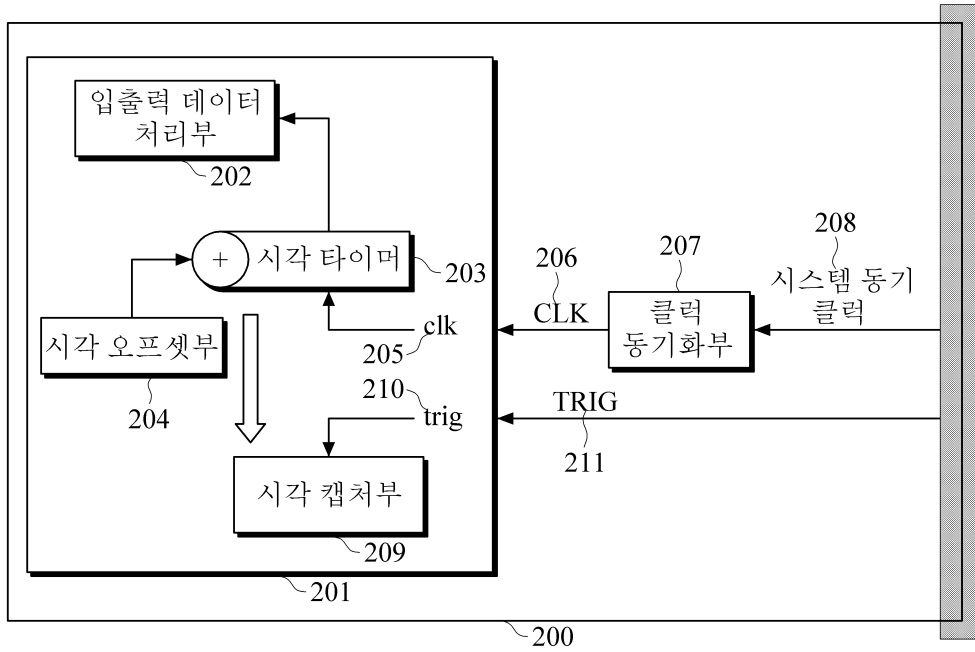 입출력 데이터
처리부
202
+
시각 타이머
203
시각 오프셋부
204
clk
205
210
trig
시각 캡처부
209
201
206
CLK
207
클럭
동기화부
208
시스템 동기
클럭
TRIG
211
200